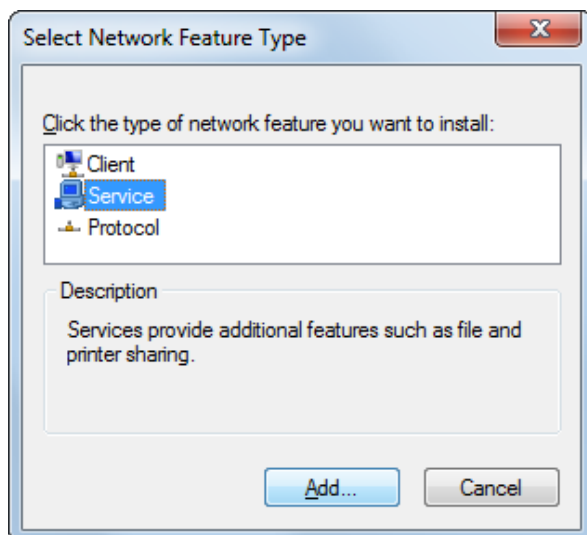 Select Network Feature Type
Click the type of network feature you want to install:
Client
Service
Protocol
Description
Services provide additional features such as file and
printer sharing.
Add...
Cancel